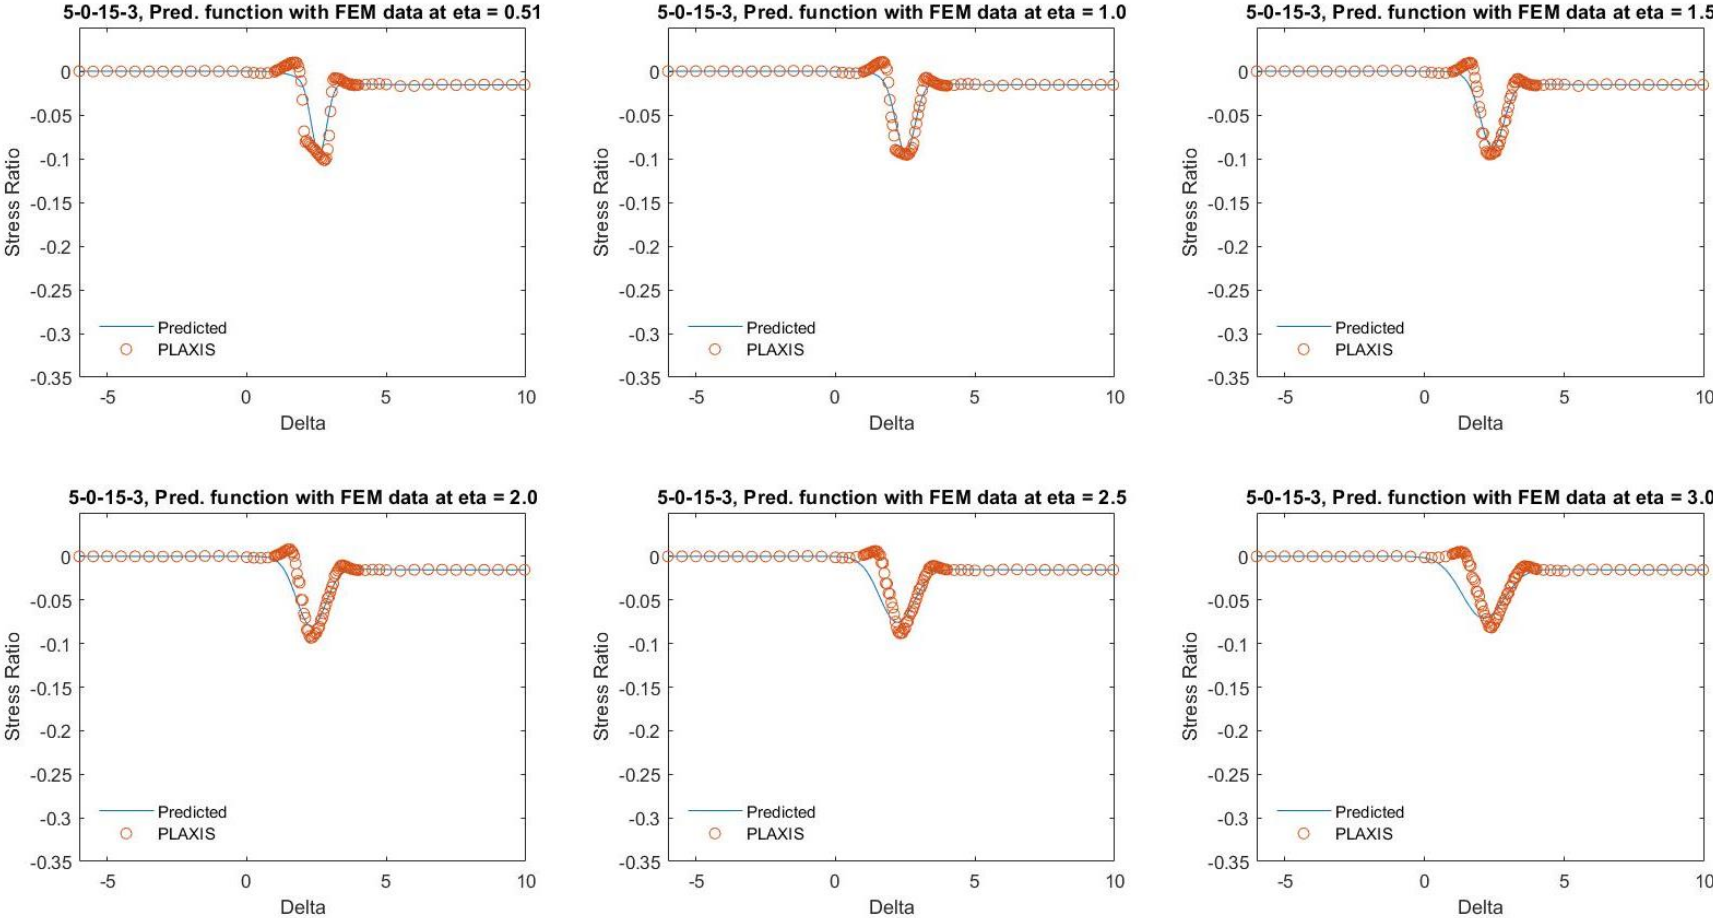 5-0-15-3, Pred. function with FEM data at eta = 0.51
0
-0.05
-0.1
-0.15
-0.2
-0.25
-0.3
-0.35
Stress Ratio
Predicted
PLAXIS
-5
0
5
10
Delta
5-0-15-3, Pred. function with FEM data at eta = 1.0
0
-0.05
-0.1
-0.15
-0.2
-0.25
-0.3
-0.35
Stress Ratio
Predicted
PLAXIS
-5
0
5
10
Delta
5-0-15-3, Pred. function with FEM data at eta = 1.5
0
-0.05
-0.1
-0.15
-0.2
-0.25
-0.3
-0.35
Stress Ratio
Predicted
PLAXIS
-5
0
5
10
Delta
5-0-15-3, Pred. function with FEM data at eta = 2.0
0
-0.05
-0.1
-0.15
-0.2
-0.25
-0.3
-0.35
Stress Ratio
Predicted
PLAXIS
-5
0
5
10
Delta
5-0-15-3, Pred. function with FEM data at eta = 2.5
0
-0.05
-0.1
-0.15
-0.2
-0.25
-0.3
-0.35
Stress Ratio
Predicted
PLAXIS
-5
0
5
10
Delta
5-0-15-3, Pred. function with FEM data at eta = 3.0
0
-0.05
-0.1
-0.15
-0.2
-0.25
-0.3
-0.35
Stress Ratio
Predicted
PLAXIS
-5
0
5
10
Delta